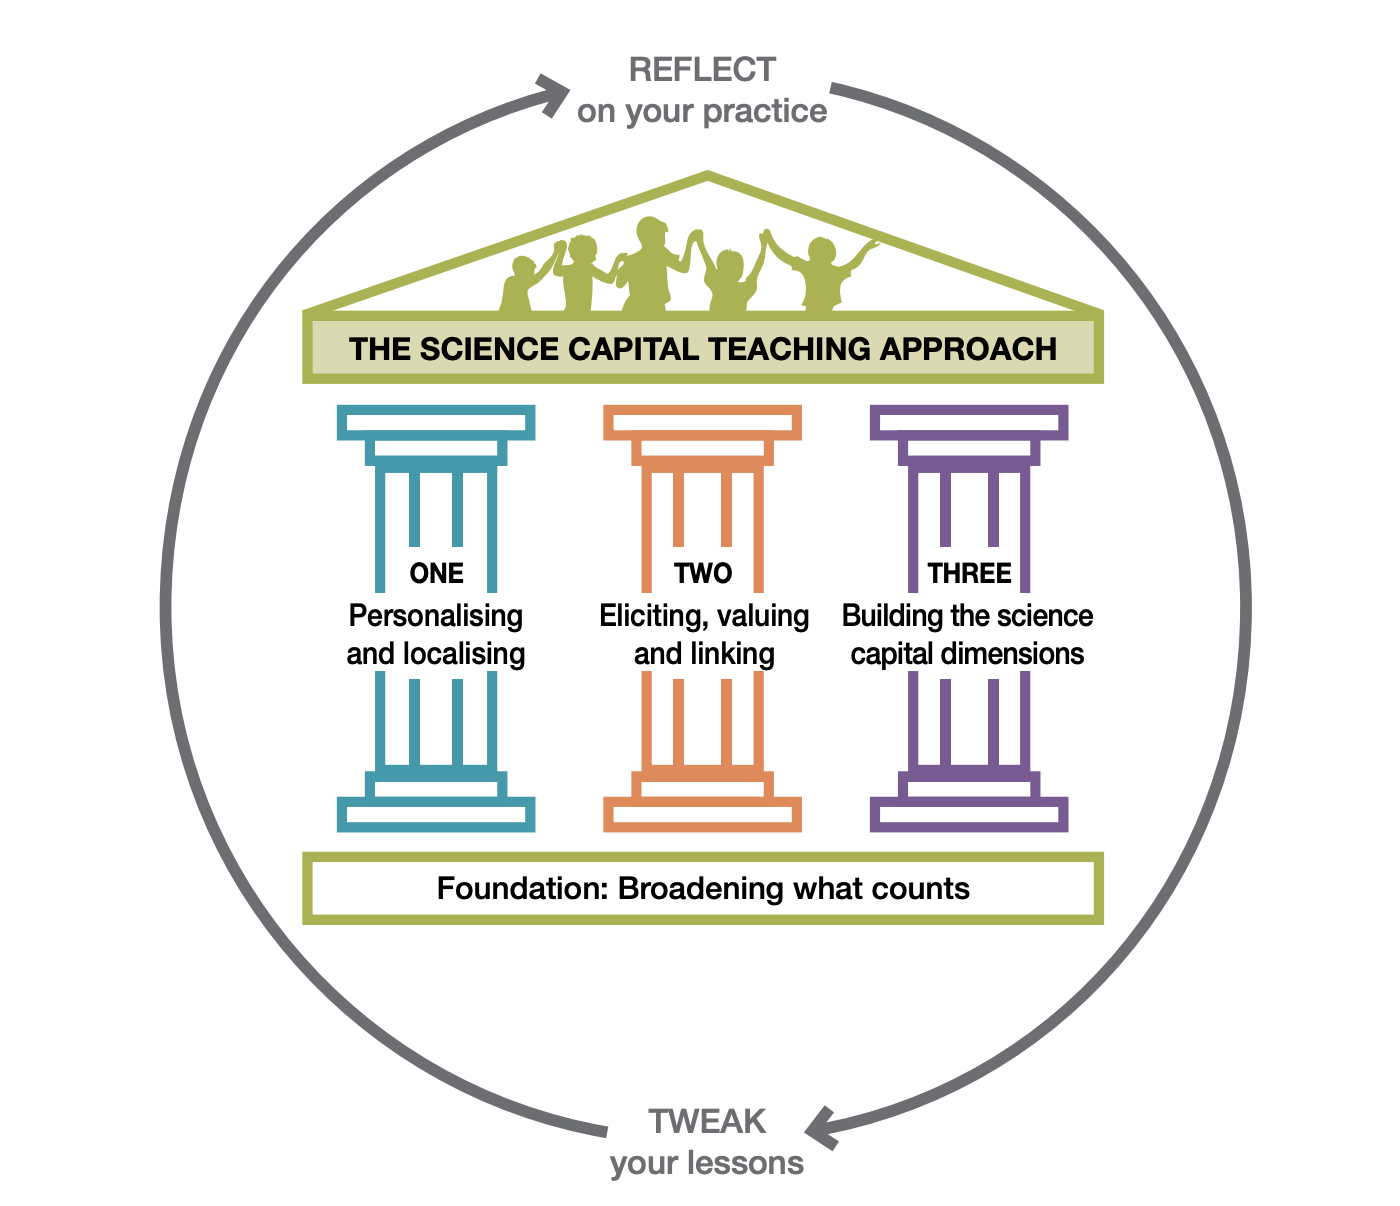 REFLECT
on your practice
THE SCIENCE CAPITAL TEACHING APPROACH
ONE
Personalising
and localising
TWO
Eliciting, valuing
and linking
THREE
Building the science
capital dimensions
Foundation: Broadening what counts
TWEAK
your lessons